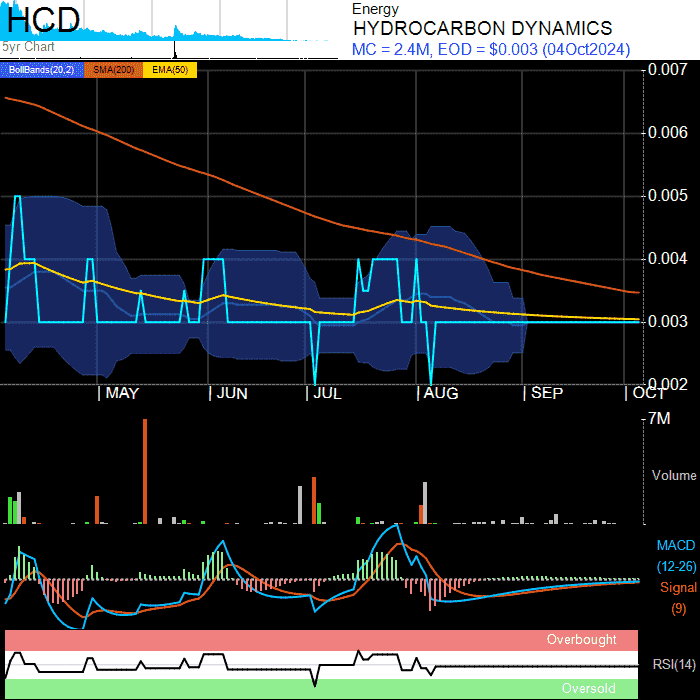 HCD
5yr Chart
Energy
HYDROCARBON DYNAMICS
MC = 2.4M, EOD = $0.003 (04Oct2024)
BollBands(20,2) SMA(200) EMA(50)
0.007
0.006
0.005
0.004
0.003
0.002
MAY JUN JUL AUG SEP OCT
7M
Volume
MACD
(12-26)
Signal
(9)
Overbought
RSI(14)
Oversold